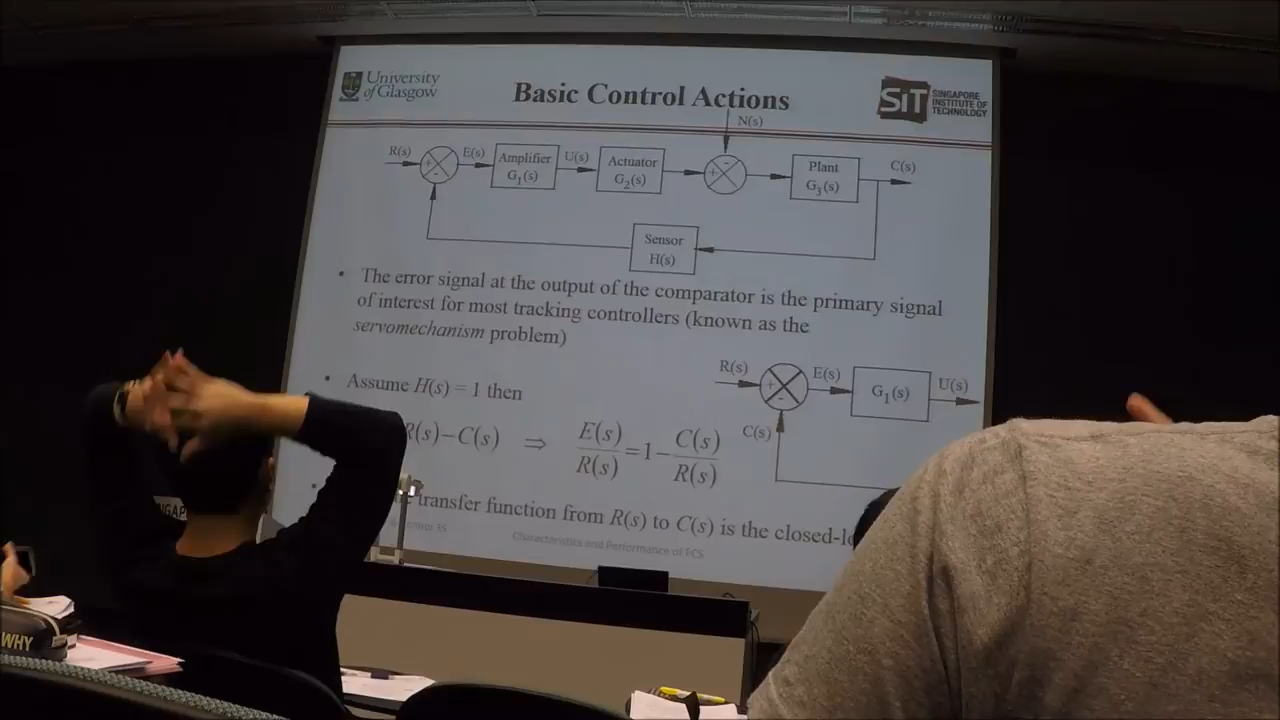 University
of Glasgow
Basic Control Actions
SiT
SINGAPORE
INSTITUTE OF
TECHNOLOGY
N(s)
R(s)
E(s)
Amplifier
G₁(s)
U(s)
Actuator
G₂(s)
Plant
G₃(s)
C(s)
+
-
+
-
Sensor
H(s)
• The error signal at the output of the comparator is the primary signal
of interest for most tracking controllers (known as the
servomechanism problem)
R(s)
E(s)
G₁(s)
U(s)
+
-
C(s)
• Assume H(s) = 1 then
R(s)−C(s) ⇒ E(s)/R(s) = 1− C(s)/R(s)
transfer function from R(s) to C(s) is the closed-lo
Characteristics and Performance of FCS
WHY